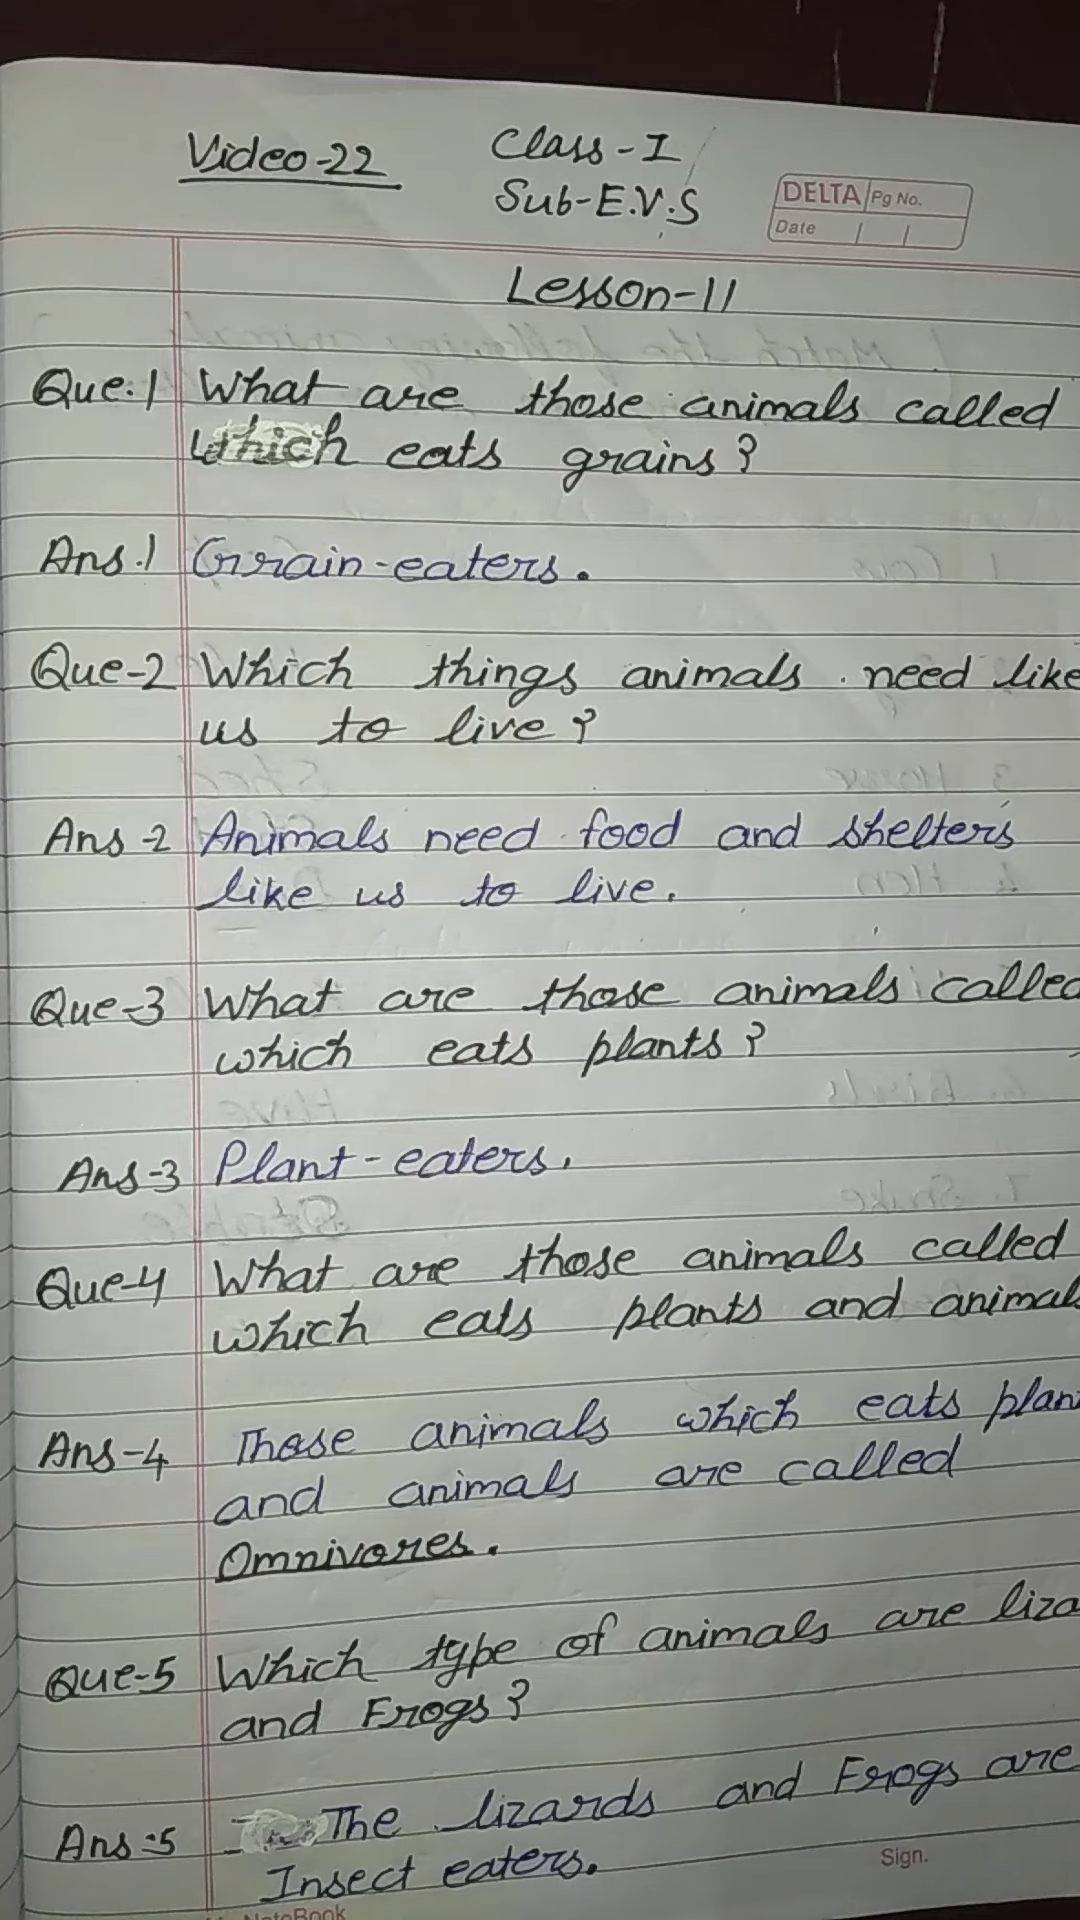 Video-22
Class-I
Sub-E.V.S
DELTA Pg No.
Date / /
Lesson-11
Que.1 What are those animals called
which eats grains?
Ans.1 Grain-eaters.
Que-2 Which things animals need like
us to live?
Ans-2 Animals need food and shelters
like us to live.
Que-3 What are those animals called
which eats plants?
Ans-3 Plant-eaters.
Que-4 What are those animals called
which eats plants and animals
Ans-4 Those animals which eats plan
and animals are called
Omnivores.
Que-5 Which type of animals are liza
and Frogs?
Ans-5 The lizards and Frogs are
Insect eaters.
Sign.
NoteBook